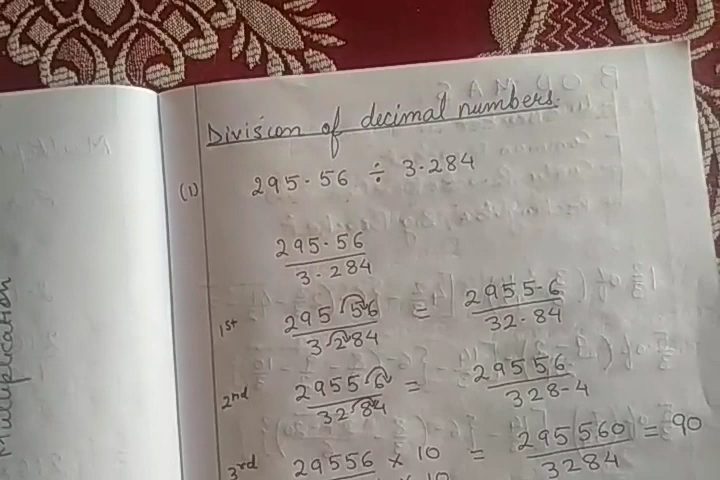 Division of decimal numbers.
(1) 295.56 ÷ 3.284
295.56
3.284
1st 295 56 = 2955.6
3 284 32.84
2nd 2955 6 = 29556
32 84 328.4
3rd 29556 × 10 = 295560 = 90
3284
Multiplication